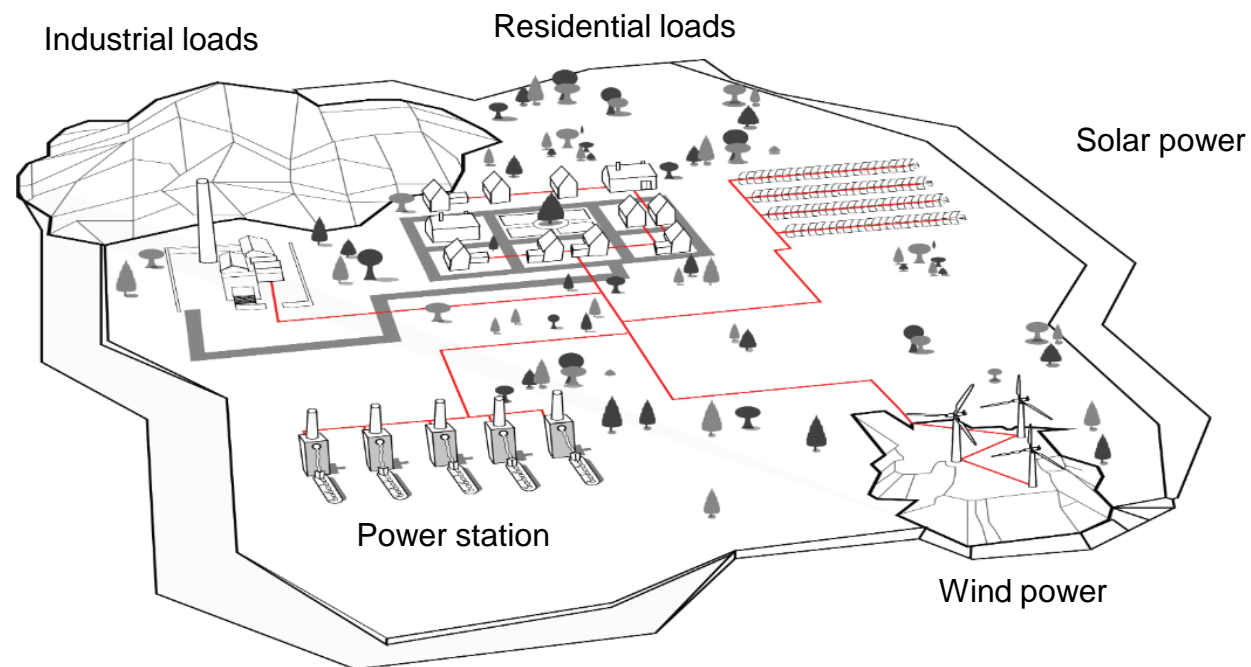 Industrial loads
Residential loads
Solar power
Power station
Wind power